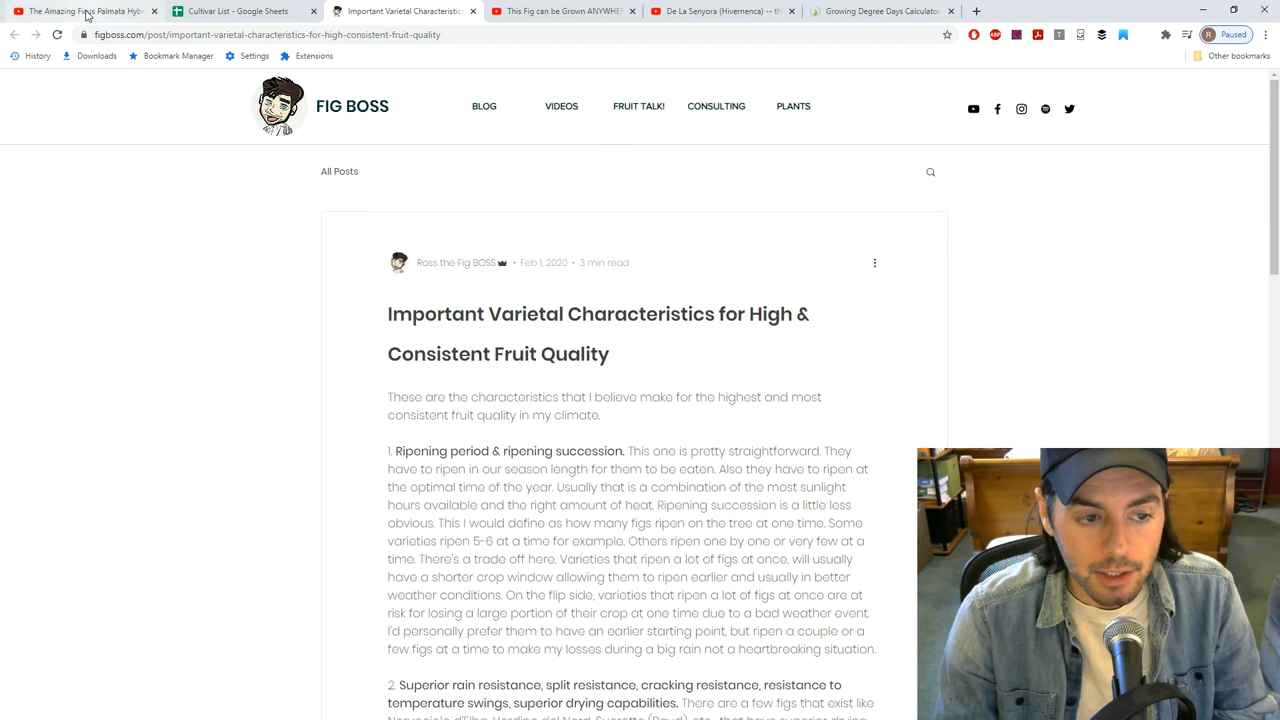 The Amazing Ficus Palmata Hyb
Cultivar List - Google Sheets
Important Varietal Characteristics
This Fig can be Grown ANYWHER
De La Senyora (Hivernenca) -- the
Growing Degree Days Calculator
figboss.com/post/important-varietal-characteristics-for-high-consistent-fruit-quality
Paused
History
Downloads
Bookmark Manager
Settings
Extensions
Other bookmarks
FIG BOSS
BLOG
VIDEOS
FRUIT TALK!
CONSULTING
PLANTS
All Posts
Ross the Fig BOSS · Feb 1, 2020 · 3 min read
Important Varietal Characteristics for High &
Consistent Fruit Quality
These are the characteristics that I believe make for the highest and most
consistent fruit quality in my climate.
1. Ripening period & ripening succession. This one is pretty straightforward. They
have to ripen in our season length for them to be eaten. Also they have to ripen at
the optimal time of the year. Usually that is a combination of the most sunlight
hours available and the right amount of heat. Ripening succession is a little less
obvious. This I would define as how many figs ripen on the tree at one time. Some
varieties ripen 5-6 at a time for example. Others ripen one by one or very few at a
time. There's a trade off here. Varieties that ripen a lot of figs at once, will usually
have a shorter crop window allowing them to ripen earlier and usually in better
weather conditions. On the flip side, varieties that ripen a lot of figs at once are at
risk for losing a large portion of their crop at one time due to a bad weather event.
I'd personally prefer them to have an earlier starting point, but ripen a couple or a
few figs at a time to make my losses during a big rain not a heartbreaking situation.
2. Superior rain resistance, split resistance, cracking resistance, resistance to
temperature swings, superior drying capabilities. There are a few figs that exist like